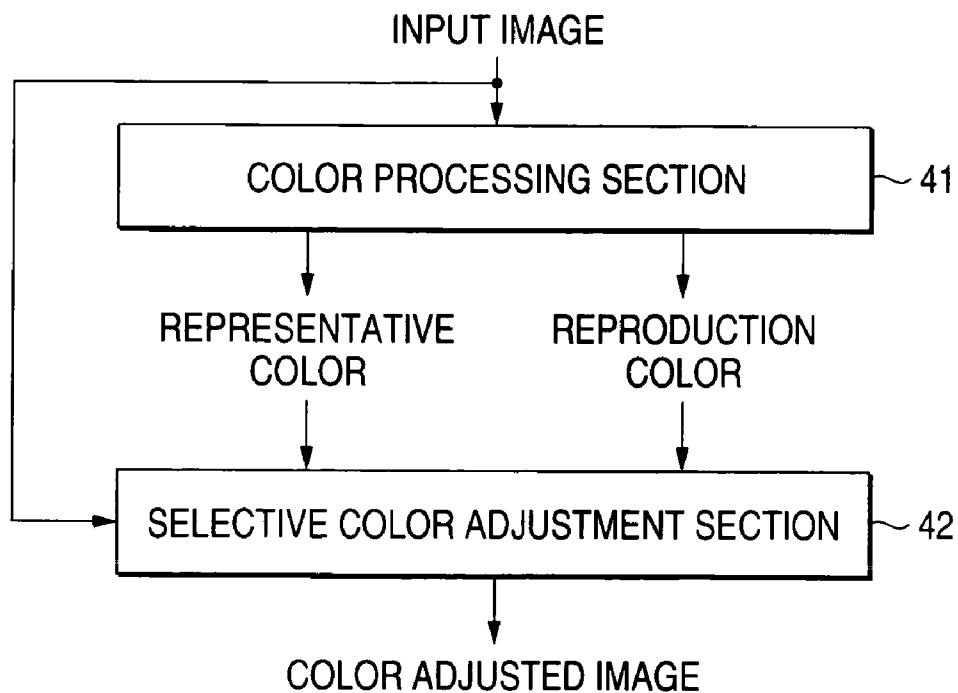 INPUT IMAGE
COLOR PROCESSING SECTION
41
REPRESENTATIVE
COLOR
REPRODUCTION
COLOR
SELECTIVE COLOR ADJUSTMENT SECTION
42
COLOR ADJUSTED IMAGE